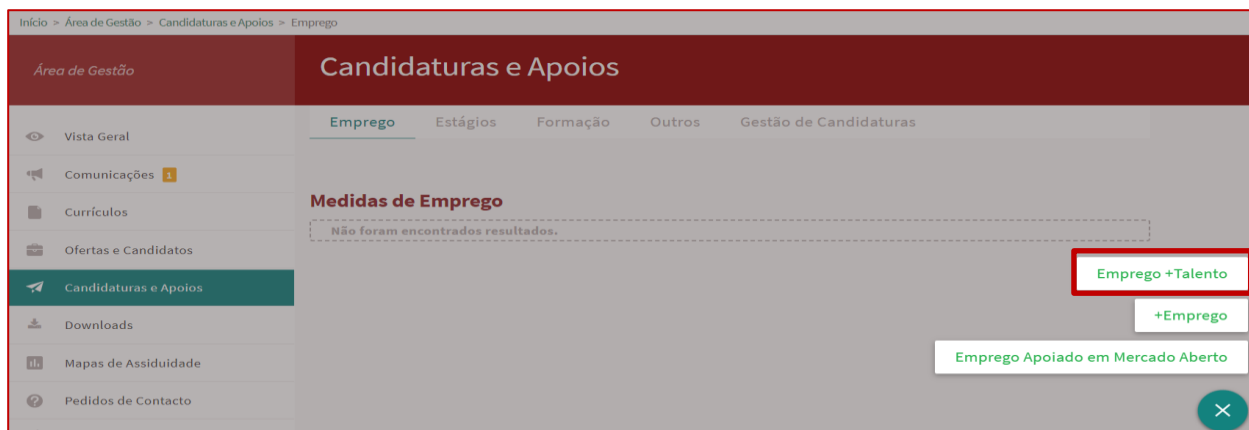 Início > Área de Gestão > Candidaturas e Apoios > Emprego
Área de Gestão
Candidaturas e Apoios
Emprego Estágios Formação Outros Gestão de Candidaturas
Vista Geral
Comunicações 1
Currículos
Ofertas e Candidatos
Candidaturas e Apoios
Downloads
Mapas de Assiduidade
Pedidos de Contacto
Medidas de Emprego
Não foram encontrados resultados.
Emprego +Talento
+Emprego
Emprego Apoiado em Mercado Aberto